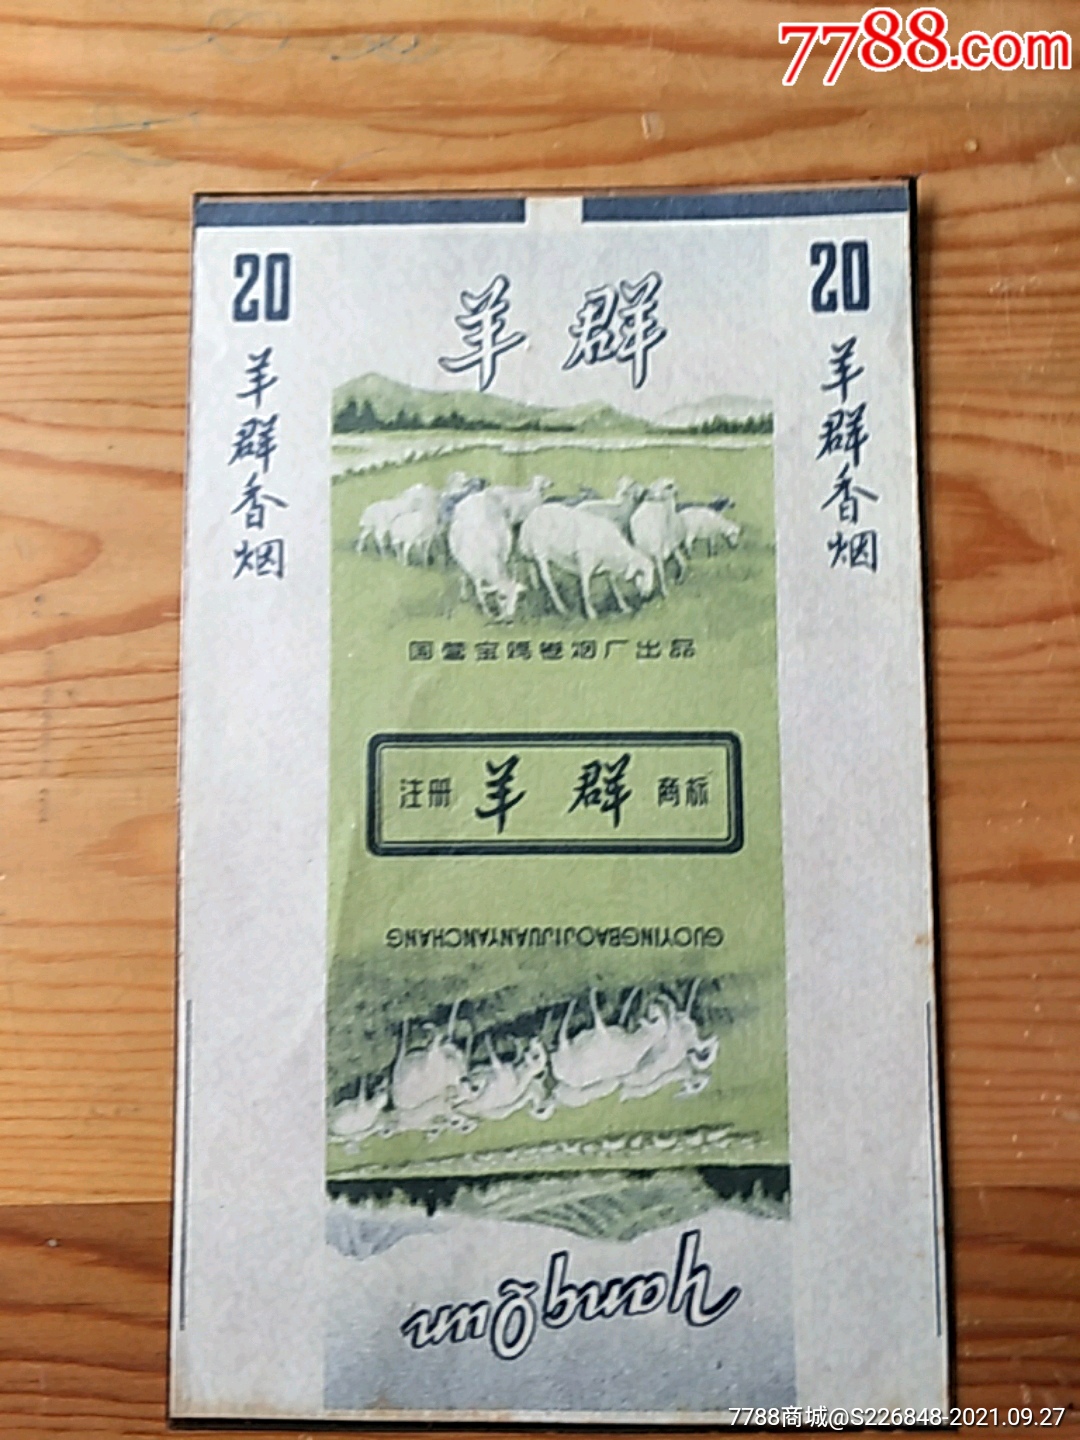 7788.com
20
羊群
20
羊群香烟
羊群香烟
国营宝鸡卷烟厂出品
注册 羊群 商标
GUOYINGBAOJIJUANYANCHANG
yang Qun
7788商城@S226848-2021.09.27